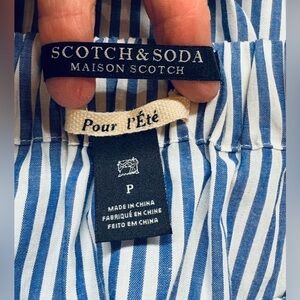 SCOTCH & SODA
MAISON SCOTCH
Pour l'Été
P
MADE IN CHINA
FABRIQUÉ EN CHINE
FEITO EM CHINA